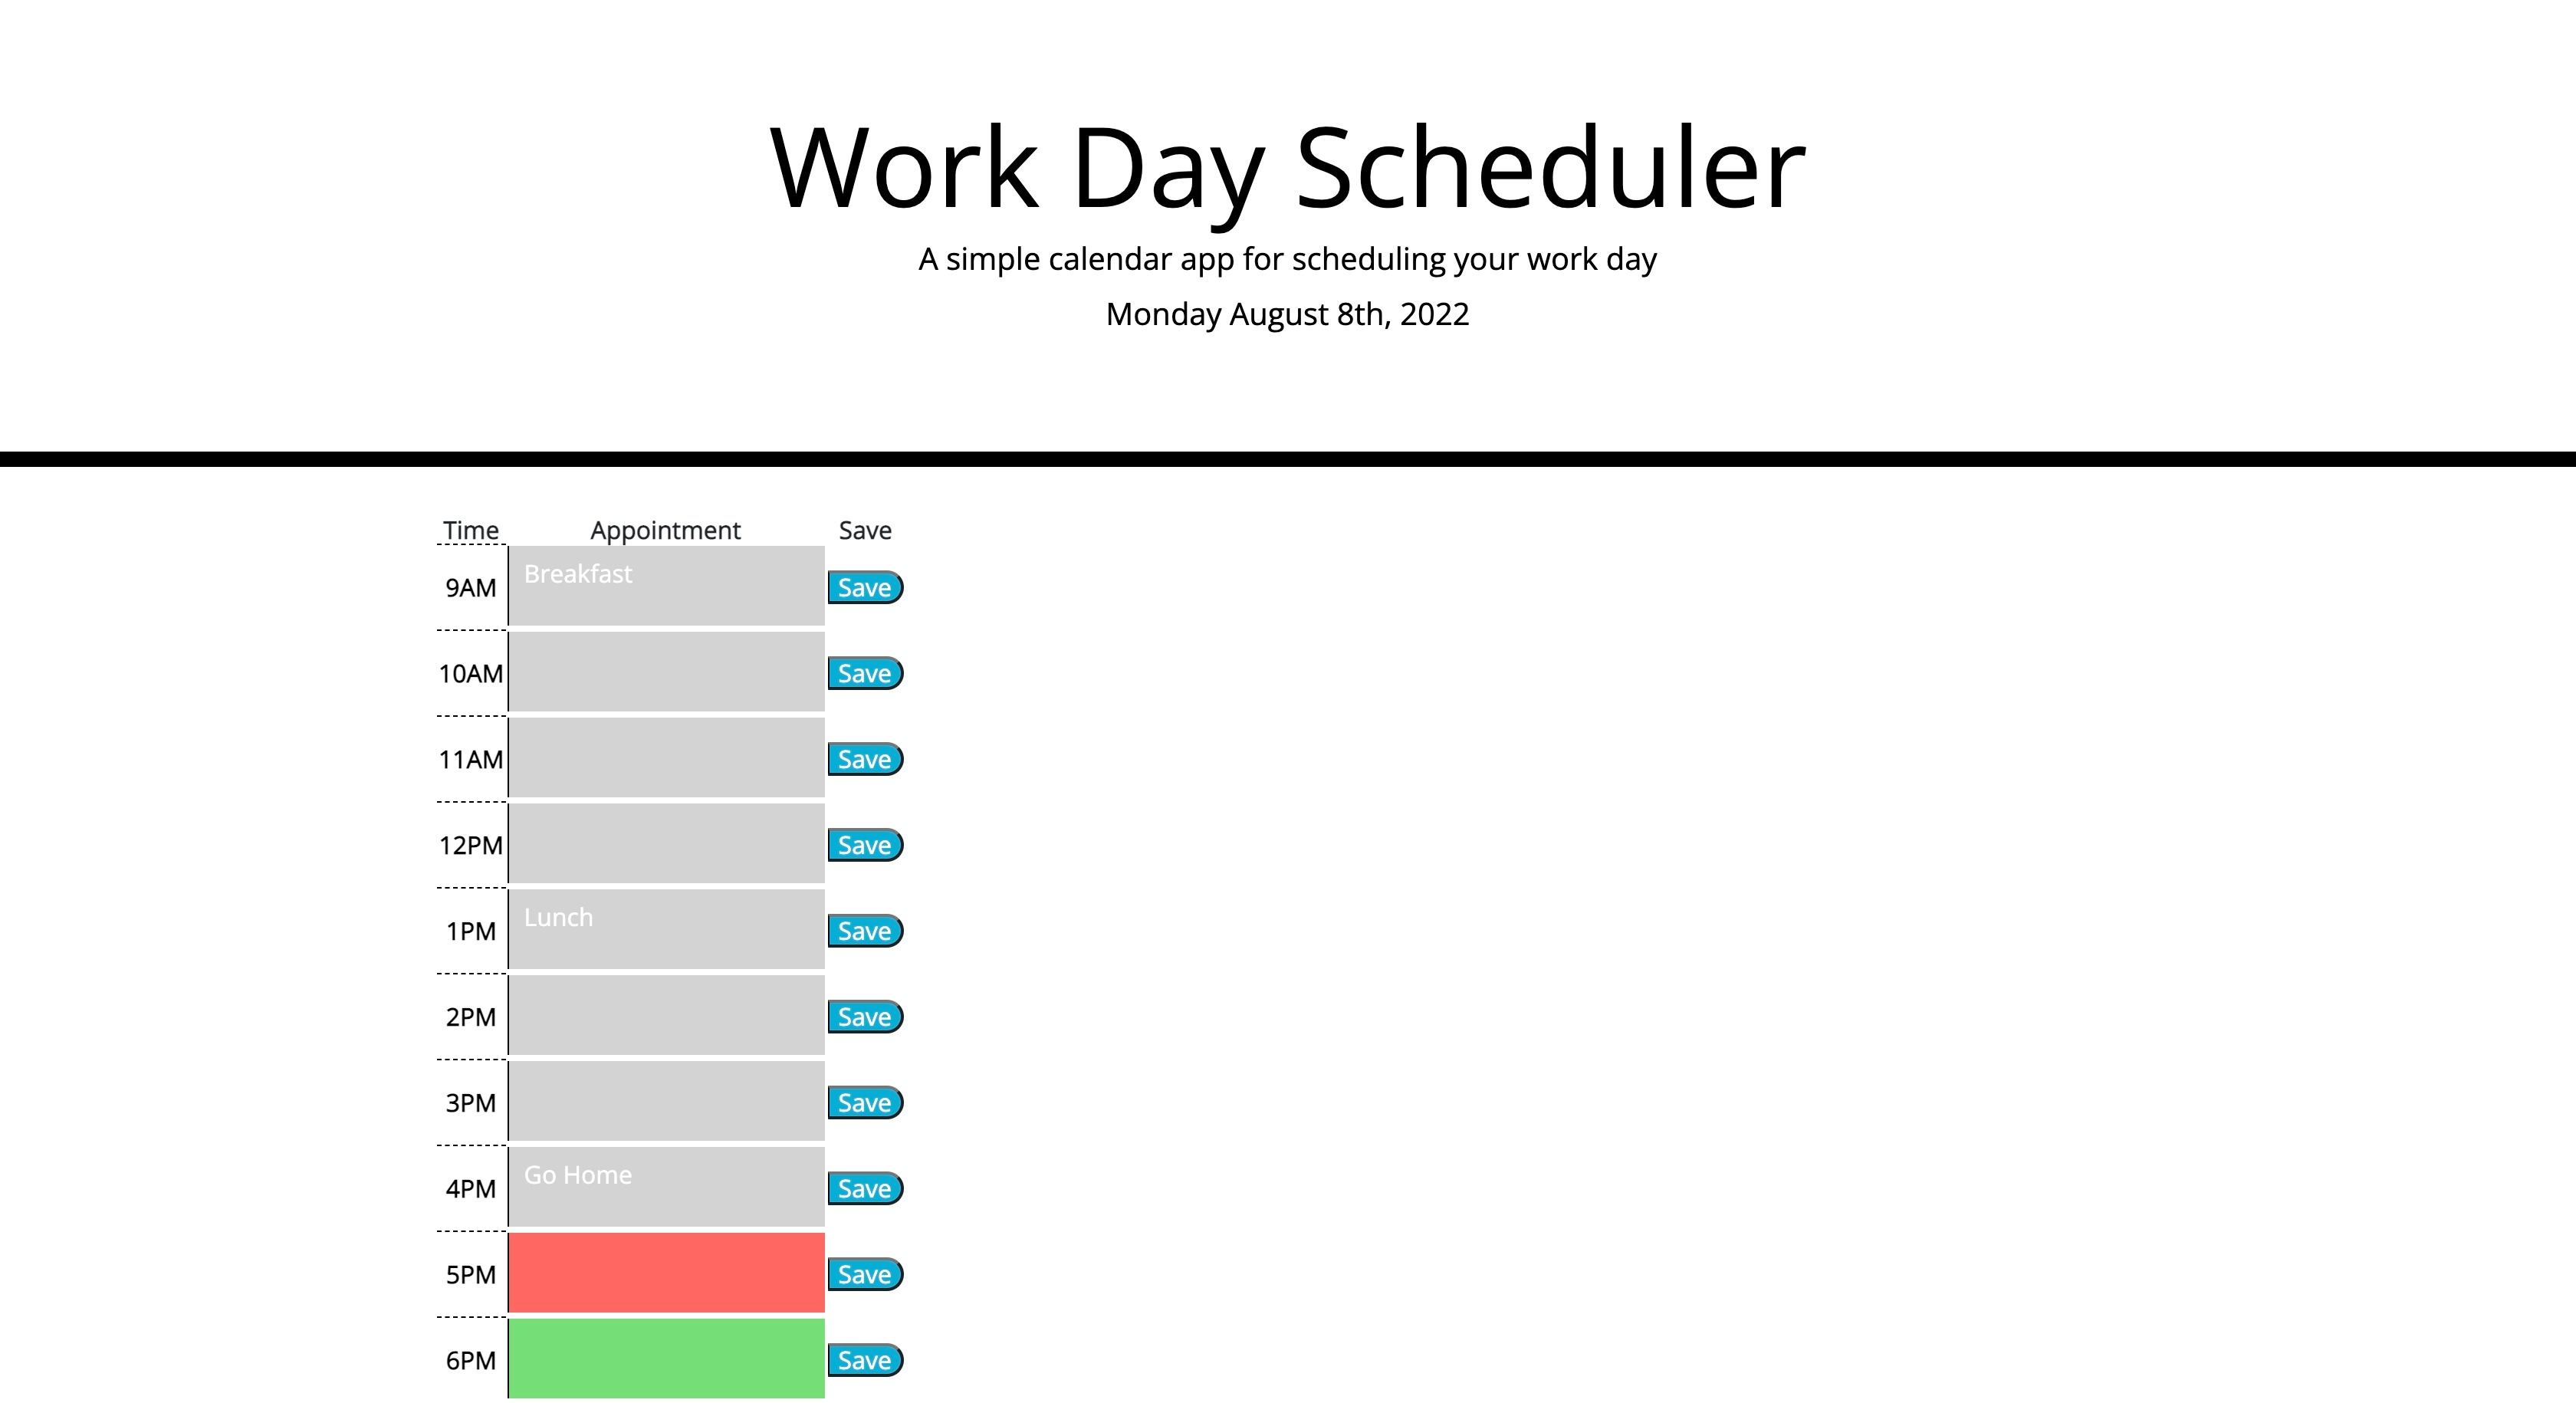 Work Day Scheduler
A simple calendar app for scheduling your work day
Monday August 8th, 2022
Time Appointment Save
9AM Breakfast Save
10AM Save
11AM Save
12PM Save
1PM Lunch Save
2PM Save
3PM Save
4PM Go Home Save
5PM Save
6PM Save